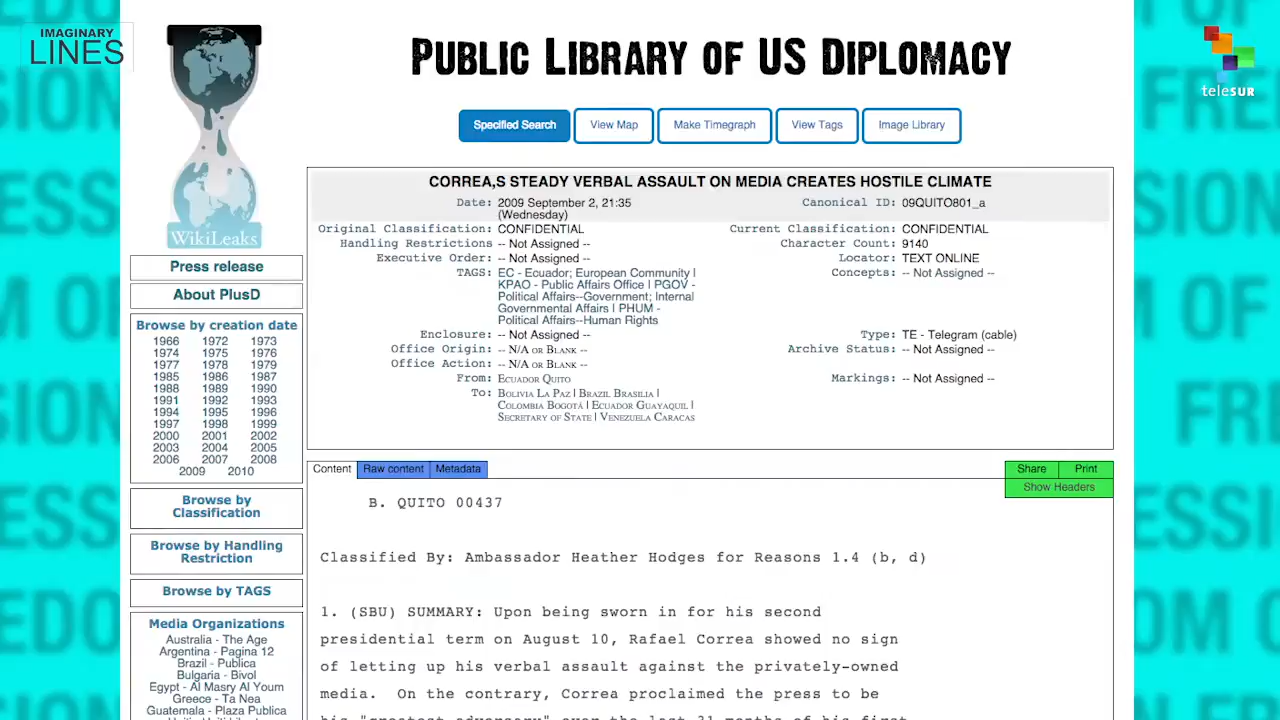 IMAGINARY
LINES
teleSUR
WikiLeaks
PUBLIC LIBRARY OF US DIPLOMACY
Specified Search
View Map
Make Timegraph
View Tags
Image Library
CORREA,S STEADY VERBAL ASSAULT ON MEDIA CREATES HOSTILE CLIMATE
Date: 2009 September 2, 21:35
(Wednesday)
Canonical ID: 09QUITO801_a
Original Classification: CONFIDENTIAL
Current Classification: CONFIDENTIAL
Handling Restrictions -- Not Assigned --
Character Count: 9140
Executive Order: -- Not Assigned --
Locator: TEXT ONLINE
TAGS: EC - Ecuador; European Community |
KPAO - Public Affairs Office | PGOV -
Political Affairs--Government; Internal
Governmental Affairs | PHUM -
Political Affairs--Human Rights
Concepts: -- Not Assigned --
Enclosure: -- Not Assigned --
Type: TE - Telegram (cable)
Office Origin: -- N/A OR BLANK --
Archive Status: -- Not Assigned --
Office Action: -- N/A OR BLANK --
From: ECUADOR QUITO
Markings: -- Not Assigned --
To: BOLIVIA LA PAZ | BRAZIL BRASILIA |
COLOMBIA BOGOTÁ | ECUADOR GUAYAQUIL |
SECRETARY OF STATE | VENEZUELA CARACAS
Press release
About PlusD
Browse by creation date
1966 1972 1973
1974 1975 1976
1977 1978 1979
1985 1986 1987
1988 1989 1990
1991 1992 1993
1994 1995 1996
1997 1998 1999
2000 2001 2002
2003 2004 2005
2006 2007 2008
2009 2010
Browse by
Classification
Browse by Handling
Restriction
Browse by TAGS
Media Organizations
Australia - The Age
Argentina - Pagina 12
Brazil - Publica
Bulgaria - Bivol
Egypt - Al Masry Al Youm
Greece - Ta Nea
Guatemala - Plaza Publica
Content
Raw content
Metadata
Share
Print
Show Headers
B. QUITO 00437
Classified By: Ambassador Heather Hodges for Reasons 1.4 (b, d)
1. (SBU) SUMMARY: Upon being sworn in for his second
presidential term on August 10, Rafael Correa showed no sign
of letting up his verbal assault against the privately-owned
media. On the contrary, Correa proclaimed the press to be